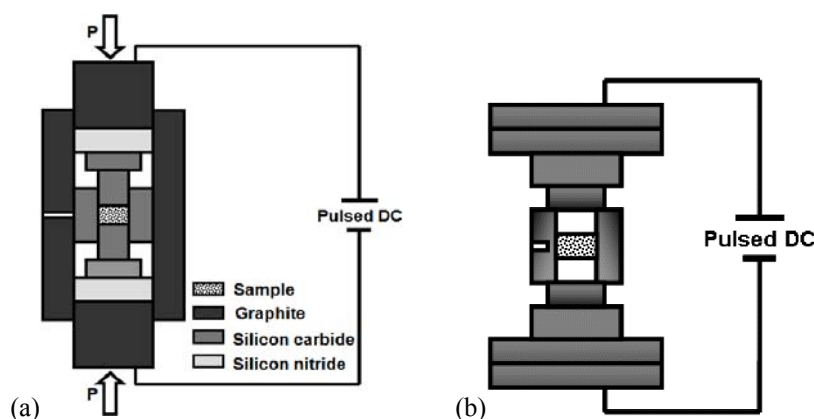 P
Pulsed DC
Sample
Graphite
Silicon carbide
Silicon nitride
P
(a)
Pulsed DC
(b)